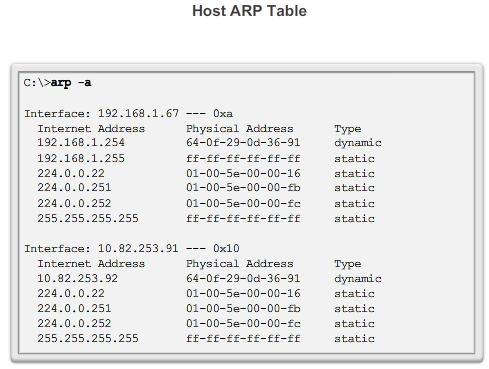 Host ARP Table
C:\>arp -a
Interface: 192.168.1.67 --- 0xa
Internet Address Physical Address Type
192.168.1.254 64-0f-29-0d-36-91 dynamic
192.168.1.255 ff-ff-ff-ff-ff-ff static
224.0.0.22 01-00-5e-00-00-16 static
224.0.0.251 01-00-5e-00-00-fb static
224.0.0.252 01-00-5e-00-00-fc static
255.255.255.255 ff-ff-ff-ff-ff-ff static
Interface: 10.82.253.91 --- 0x10
Internet Address Physical Address Type
10.82.253.92 64-0f-29-0d-36-91 dynamic
224.0.0.22 01-00-5e-00-00-16 static
224.0.0.251 01-00-5e-00-00-fb static
224.0.0.252 01-00-5e-00-00-fc static
255.255.255.255 ff-ff-ff-ff-ff-ff static